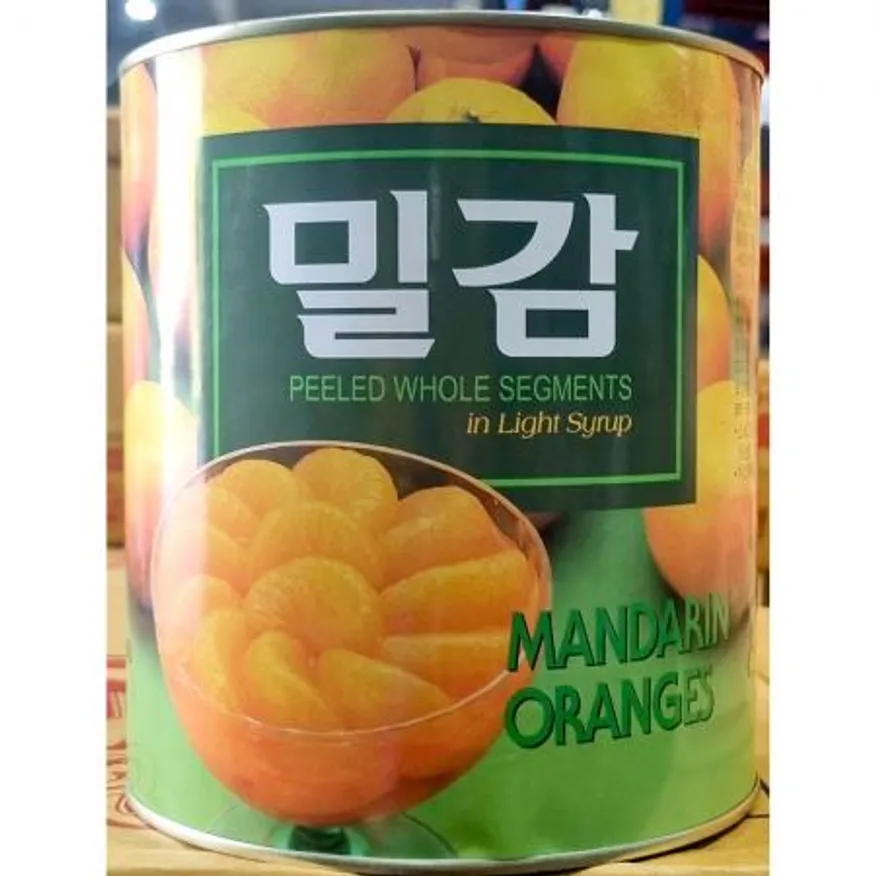 밀감
PEELED WHOLE SEGMENTS
in Light Syrup
MANDARIN
ORANGES